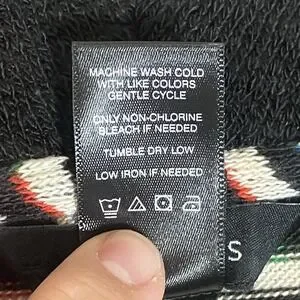 MACHINE WASH COLD
WITH LIKE COLORS
GENTLE CYCLE
ONLY NON-CHLORINE
BLEACH IF NEEDED
TUMBLE DRY LOW
LOW IRON IF NEEDED
S